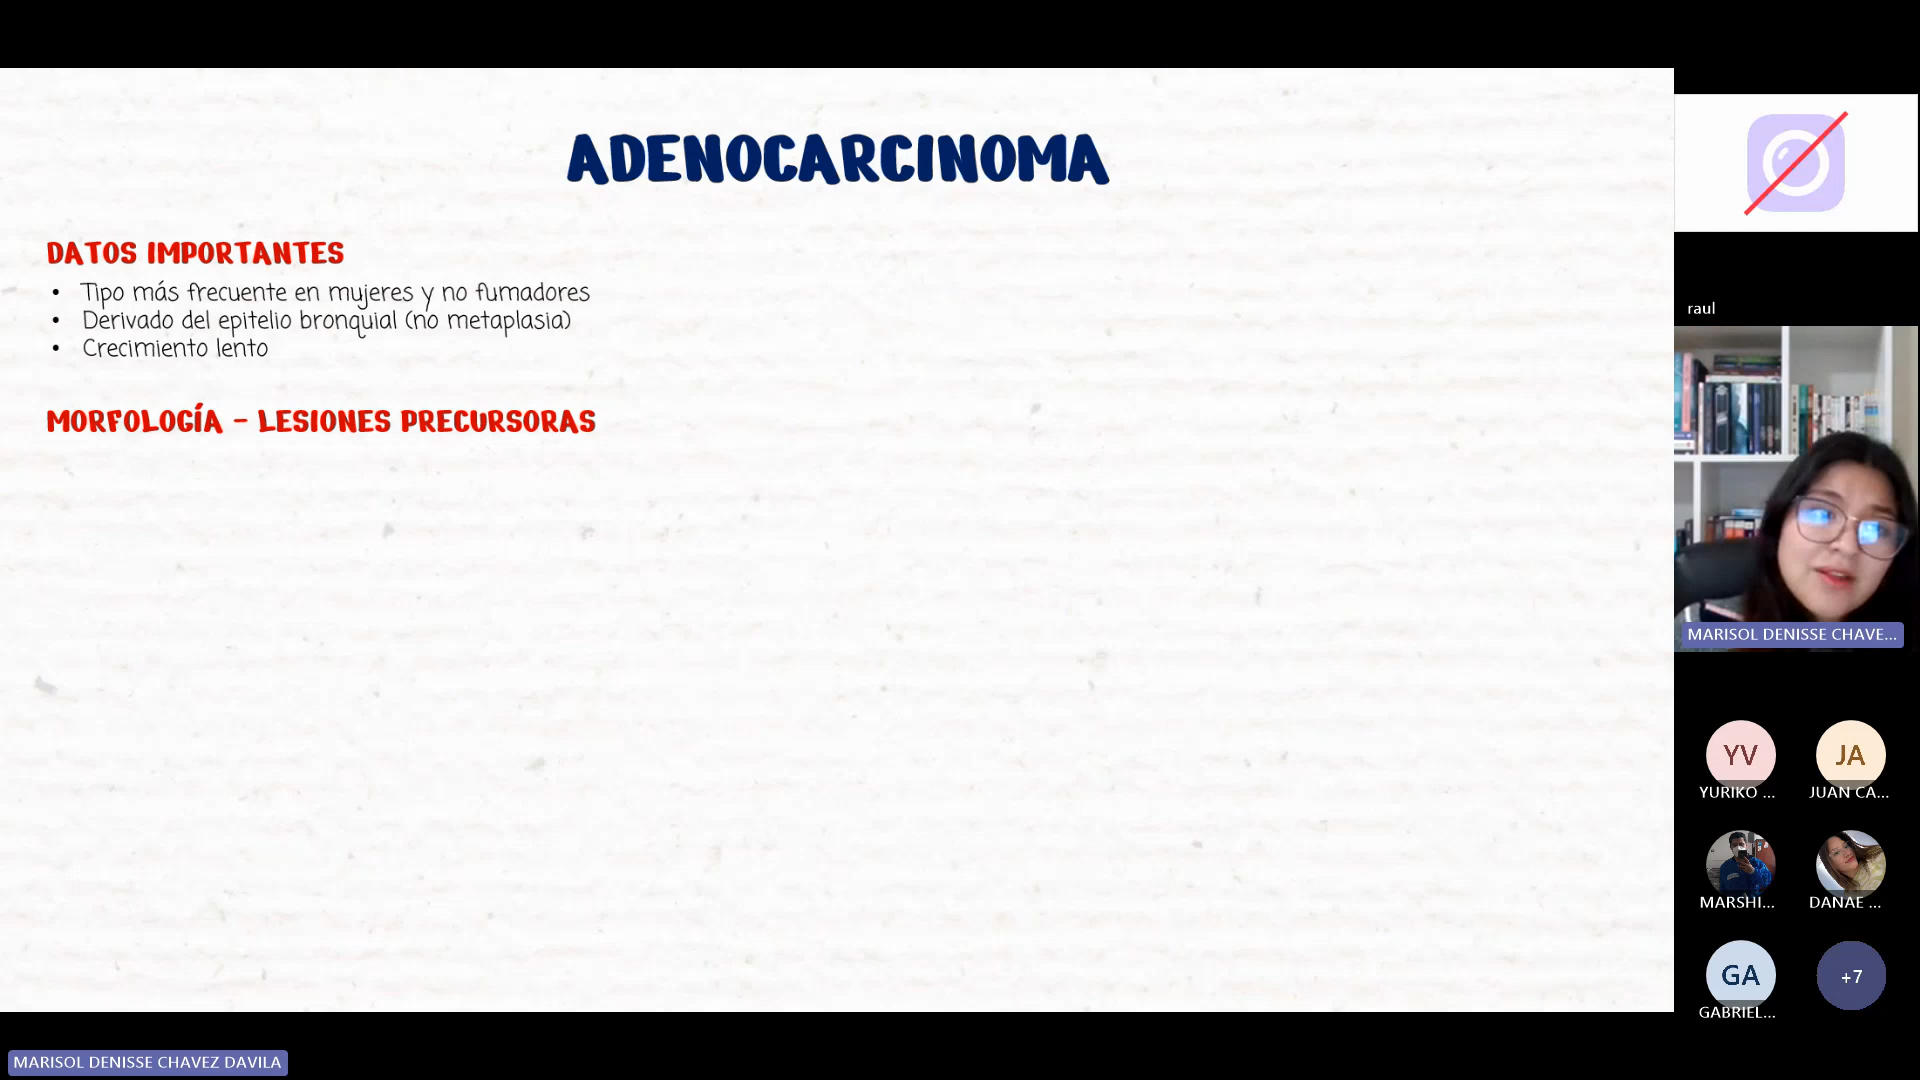 ADENOCARCINOMA
DATOS IMPORTANTES
• Tipo más frecuente en mujeres y no fumadores
• Derivado del epitelio bronquial (no metaplasia)
• Crecimiento lento
MORFOLOGÍA - LESIONES PRECURSORAS
raul
MARISOL DENISSE CHAVE...
YV
YURIKO ...
JA
JUAN CA...
MARSHI...
DANAE ...
GA
GABRIEL...
+7
MARISOL DENISSE CHAVEZ DAVILA